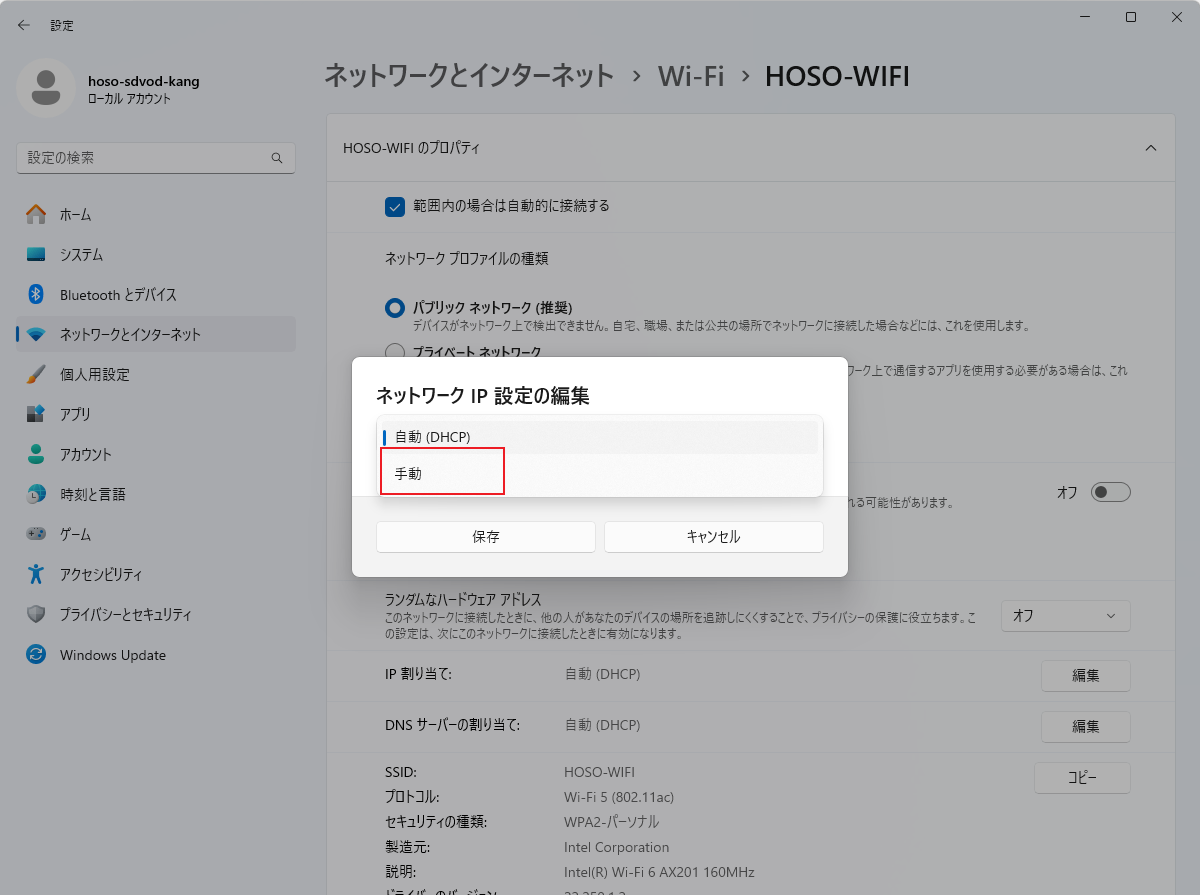 設定
hoso-sdvod-kang
ローカル アカウント
設定の検索
ホーム
システム
Bluetooth とデバイス
ネットワークとインターネット
個人用設定
アプリ
アカウント
時刻と言語
ゲーム
アクセシビリティ
プライバシーとセキュリティ
Windows Update
ネットワークとインターネット › Wi-Fi › HOSO-WIFI
HOSO-WIFI のプロパティ
範囲内の場合は自動的に接続する
ネットワーク プロファイルの種類
パブリック ネットワーク (推奨)
デバイスがネットワーク上で検出できません。自宅、職場、または公共の場所でネットワークに接続した場合などには、これを使用します。
プライベート ネットワーク
ワーク上で通信するアプリを使用する必要がある場合は、これ
ネットワーク IP 設定の編集
自動 (DHCP)
手動
保存
キャンセル
れる可能性があります。
オフ
ランダムなハードウェア アドレス
このネットワークに接続したときに、他の人があなたのデバイスの場所を追跡しにくくすることで、プライバシーの保護に役立ちます。こ
の設定は、次にこのネットワークに接続したときに有効になります。
オフ
IP 割り当て: 自動 (DHCP) 編集
DNS サーバーの割り当て: 自動 (DHCP) 編集
SSID: HOSO-WIFI コピー
プロトコル: Wi-Fi 5 (802.11ac)
セキュリティの種類: WPA2-パーソナル
製造元: Intel Corporation
説明: Intel(R) Wi-Fi 6 AX201 160MHz